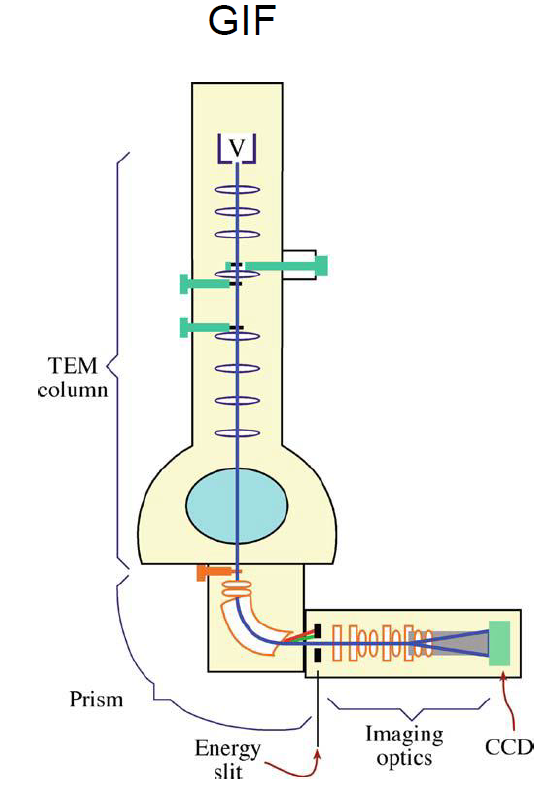 GIF
V
TEM
column
Prism
Energy
slit
Imaging
optics
CCD